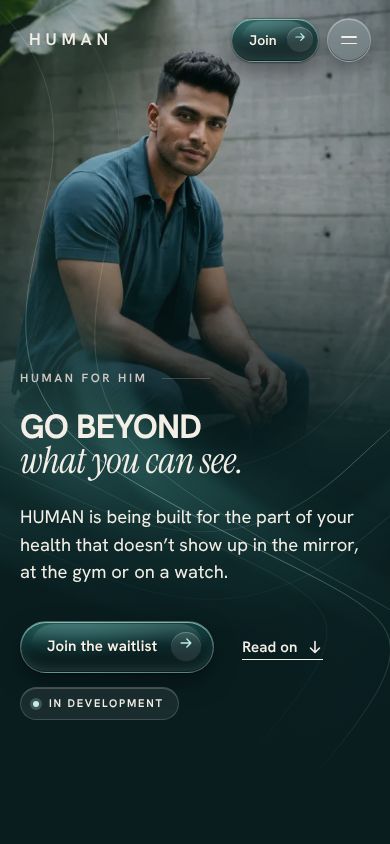 HUMAN
Join
HUMAN FOR HIM
GO BEYOND
what you can see.
HUMAN is being built for the part of your
health that doesn’t show up in the mirror,
at the gym or on a watch.
Join the waitlist
Read on
IN DEVELOPMENT